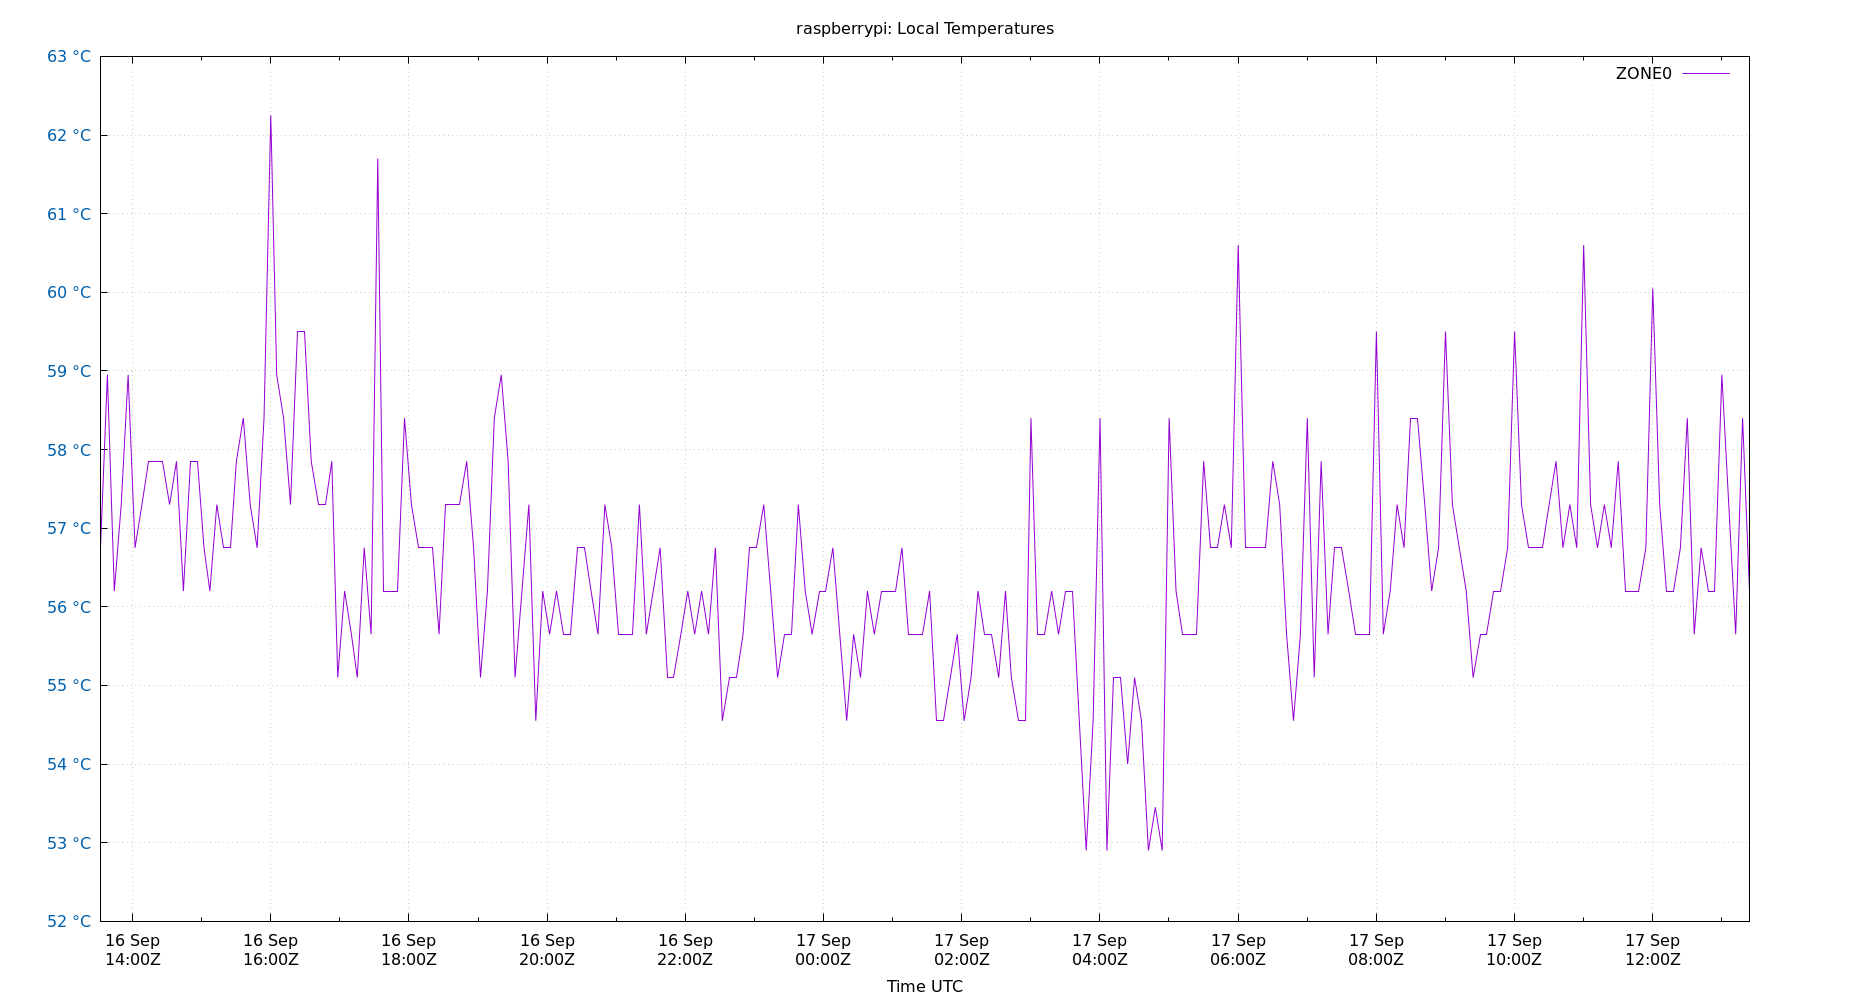 raspberrypi: Local Temperatures
63 °C
ZONE0
62 °C
61 °C
60 °C
59 °C
58 °C
57 °C
56 °C
55 °C
54 °C
53 °C
52 °C
16 Sep 16 Sep 16 Sep 16 Sep 16 Sep 17 Sep 17 Sep 17 Sep 17 Sep 17 Sep 17 Sep 17 Sep
14:00Z 16:00Z 18:00Z 20:00Z 22:00Z 00:00Z 02:00Z 04:00Z 06:00Z 08:00Z 10:00Z 12:00Z
Time UTC